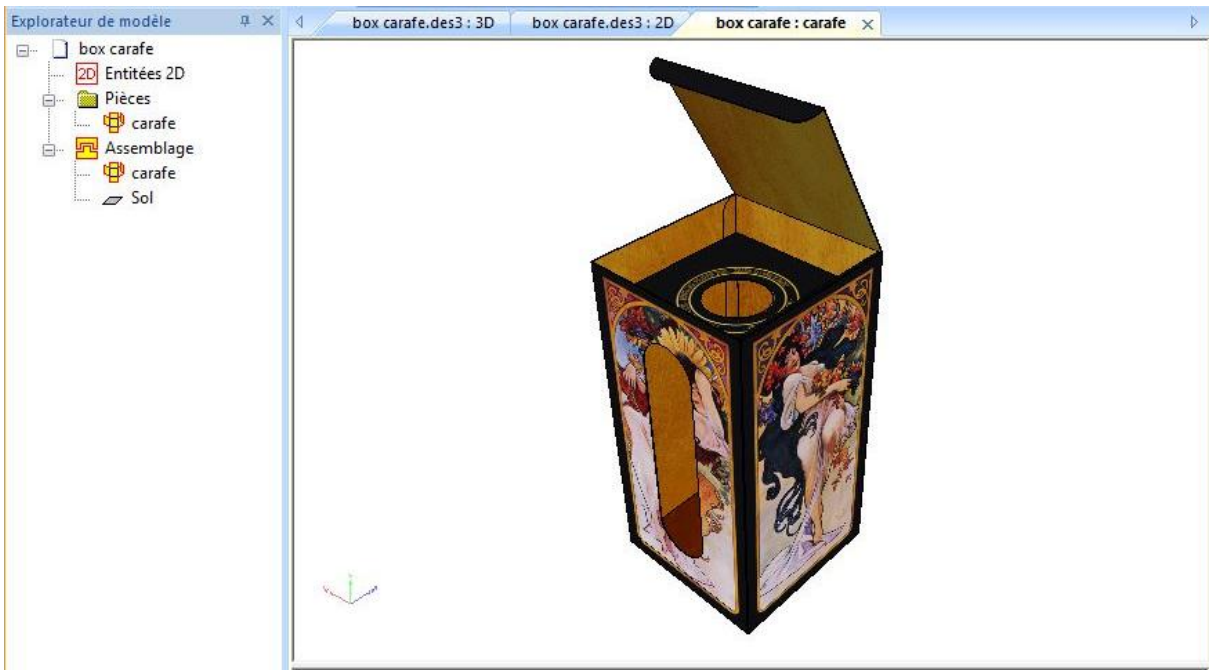 Explorateur de modèle
box carafe.des3 : 3D
box carafe.des3 : 2D
box carafe : carafe
box carafe
2D Entitées 2D
Pièces
carafe
Assemblage
carafe
Sol